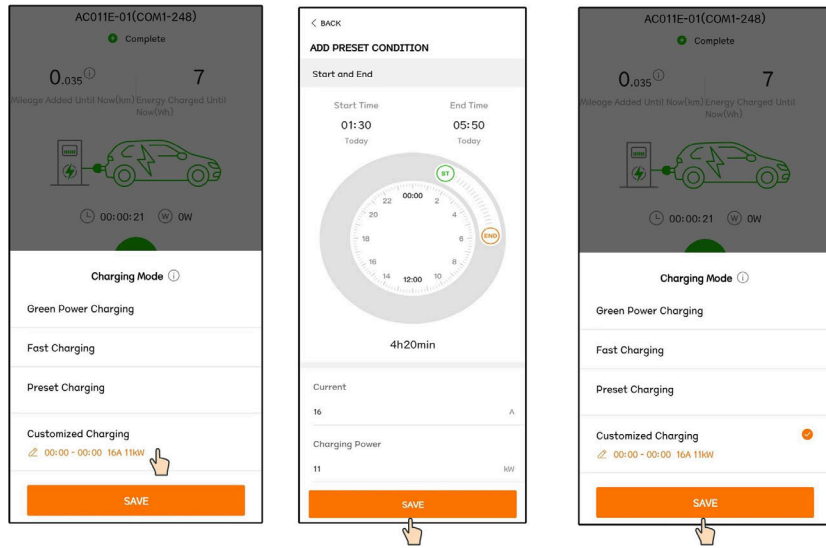 AC011E-01(COM1-248)
Complete
0.035
7
Mileage Added Until Now(km)
Energy Charged Until Now(Wh)
00:00:21
W
0W
Charging Mode
Green Power Charging
Fast Charging
Preset Charging
Customized Charging
00:00 - 00:00 16A 11kW
SAVE
< BACK
ADD PRESET CONDITION
Start and End
Start Time
End Time
01:30
05:50
Today
Today
ST
END
00:00
2
4
6
8
10
12:00
14
16
18
20
22
4h20min
Current
16
A
Charging Power
11
kW
SAVE
AC011E-01(COM1-248)
Complete
0.035
7
Mileage Added Until Now(km)
Energy Charged Until
Now(Wh)
00:00:21
W
0W
Charging Mode
Green Power Charging
Fast Charging
Preset Charging
Customized Charging
00:00 - 00:00 16A 11kW
SAVE